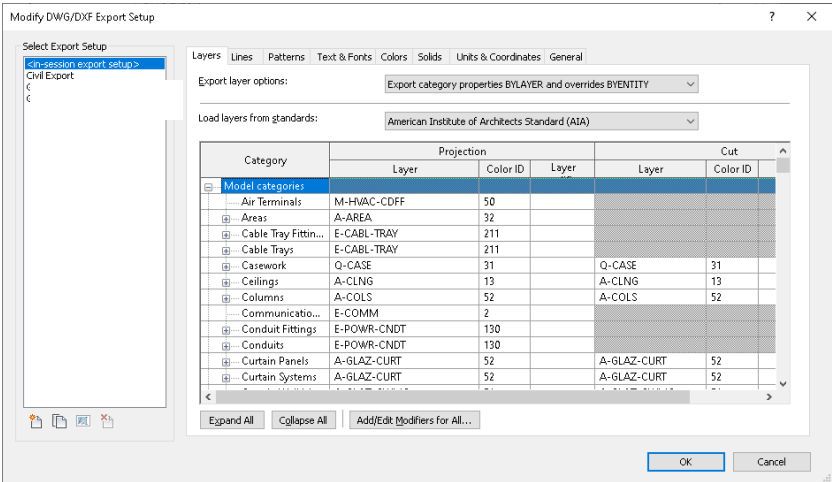 Modify DWG/DXF Export Setup
? ×
Select Export Setup
<in-session export setup>
Civil Export
Layers Lines Patterns Text & Fonts Colors Solids Units & Coordinates General
Export layer options: Export category properties BYLAYER and overrides BYENTITY
Load layers from standards: American Institute of Architects Standard (AIA)
Category Projection Cut
Layer Color ID Layer Layer Color ID
Model categories
Air Terminals M-HVAC-CDFF 50
Areas A-AREA 32
Cable Tray Fittin... E-CABL-TRAY 211
Cable Trays E-CABL-TRAY 211
Casework Q-CASE 31 Q-CASE 31
Ceilings A-CLNG 13 A-CLNG 13
Columns A-COLS 52 A-COLS 52
Communicatio... E-COMM 2
Conduit Fittings E-POWR-CNDT 130
Conduits E-POWR-CNDT 130
Curtain Panels A-GLAZ-CURT 52 A-GLAZ-CURT 52
Curtain Systems A-GLAZ-CURT 52 A-GLAZ-CURT 52
Expand All Collapse All Add/Edit Modifiers for All...
OK Cancel